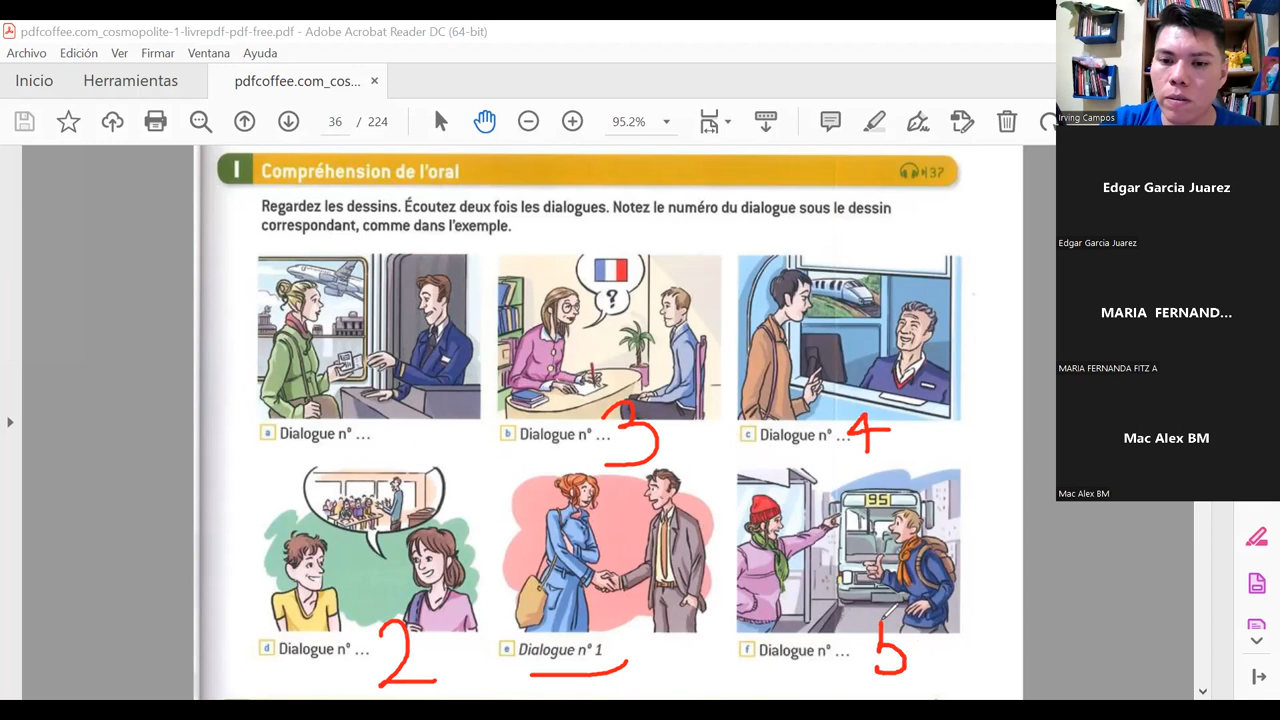 pdfcoffee.com_cosmopolite-1-livrepdf-pdf-free.pdf - Adobe Acrobat Reader DC (64-bit)
Archivo Edición Ver Firmar Ventana Ayuda
Inicio Herramientas pdfcoffee.com_cos... ×
36 / 224 95.2%
1 Compréhension de l'oral 37
Regardez les dessins. Écoutez deux fois les dialogues. Notez le numéro du dialogue sous le dessin
correspondant, comme dans l'exemple.
?
a Dialogue n° ...
b Dialogue n° ... 3
c Dialogue n° ... 4
195
d Dialogue n° ... 2
e Dialogue n° 1
f Dialogue n° ... 5
Irving Campos
Edgar Garcia Juarez
Edgar Garcia Juarez
MARIA FERNAND...
MARIA FERNANDA FITZ A
Mac Alex BM
Mac Alex BM